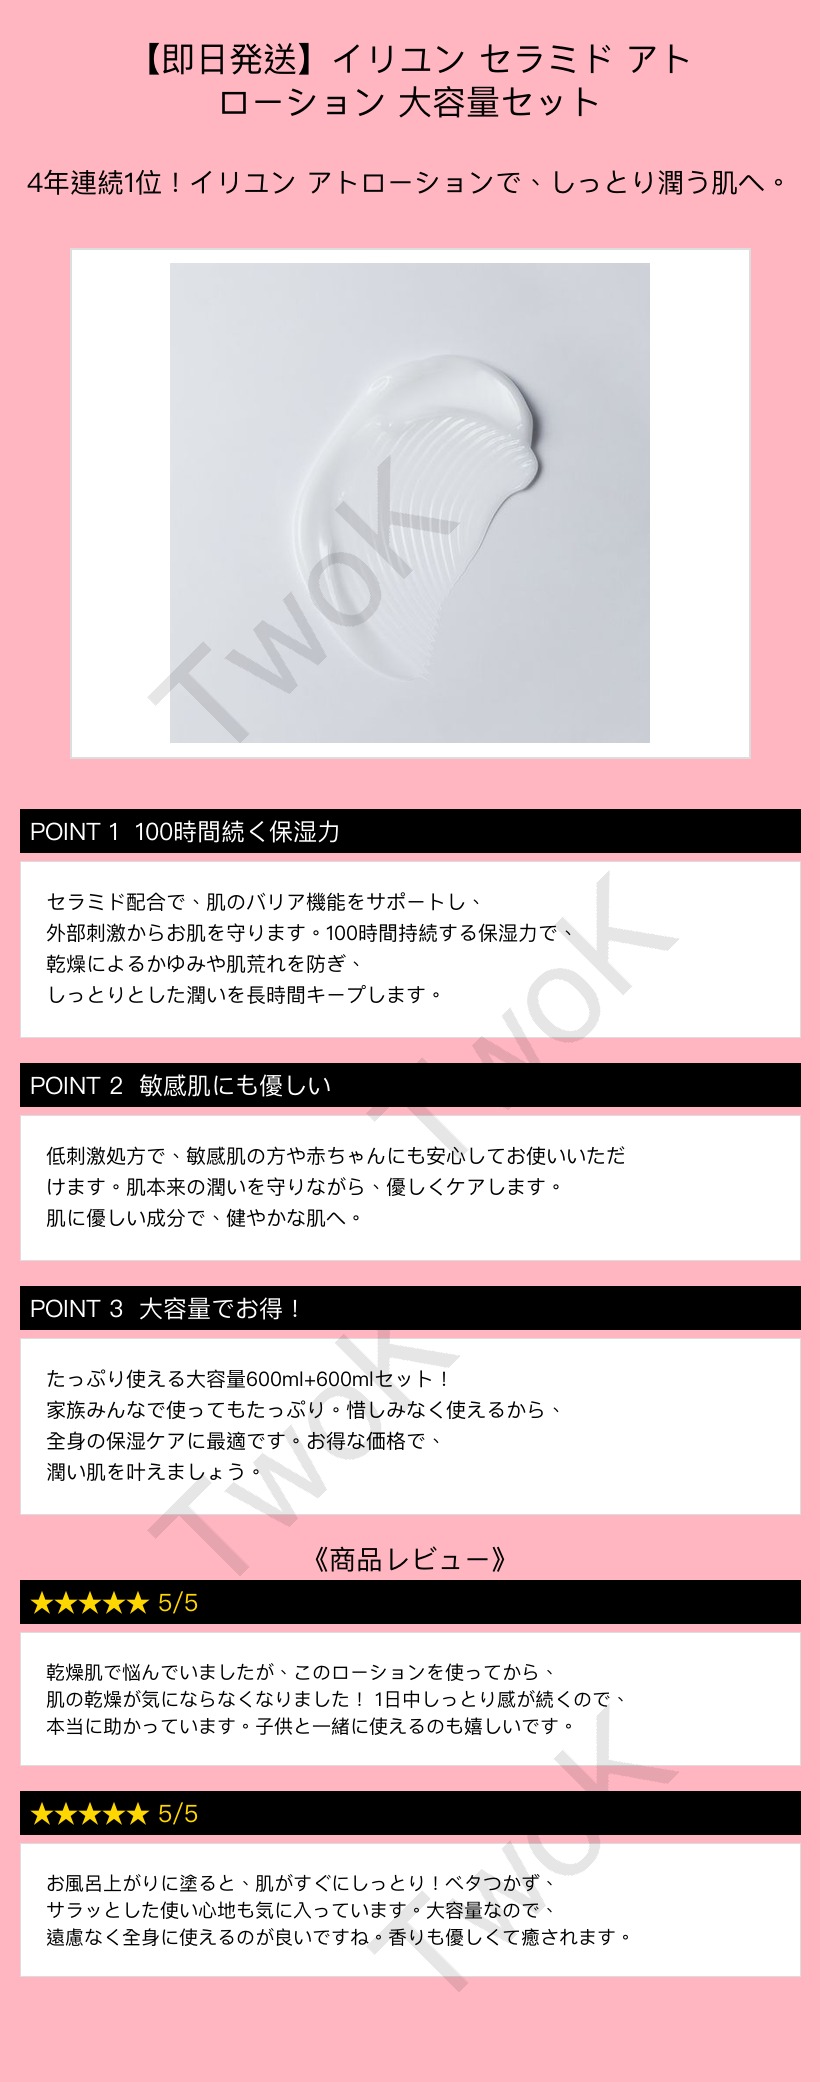 【即日発送】イリユン セラミド アト
ローション 大容量セット
4年連続1位！イリユン アトローションで、しっとり潤う肌へ。
TwoK
POINT 1 100時間続く保湿力
セラミド配合で、肌のバリア機能をサポートし、
外部刺激からお肌を守ります。100時間持続する保湿力で、
乾燥によるかゆみや肌荒れを防ぎ、
しっとりとした潤いを長時間キープします。
TwoK
POINT 2 敏感肌にも優しい
低刺激処方で、敏感肌の方や赤ちゃんにも安心してお使いいただ
けます。肌本来の潤いを守りながら、優しくケアします。
肌に優しい成分で、健やかな肌へ。
POINT 3 大容量でお得！
たっぷり使える大容量600ml+600mlセット！
家族みんなで使ってもたっぷり。惜しみなく使えるから、
全身の保湿ケアに最適です。お得な価格で、
潤い肌を叶えましょう。
TwoK
《商品レビュー》
★★★★★ 5/5
乾燥肌で悩んでいましたが、このローションを使ってから、
肌の乾燥が気にならなくなりました！ 1日中しっとり感が続くので、
本当に助かっています。子供と一緒に使えるのも嬉しいです。
★★★★★ 5/5
お風呂上がりに塗ると、肌がすぐにしっとり！ベタつかず、
サラッとした使い心地も気に入っています。大容量なので、
遠慮なく全身に使えるのが良いですね。香りも優しくて癒されます。
TwoK